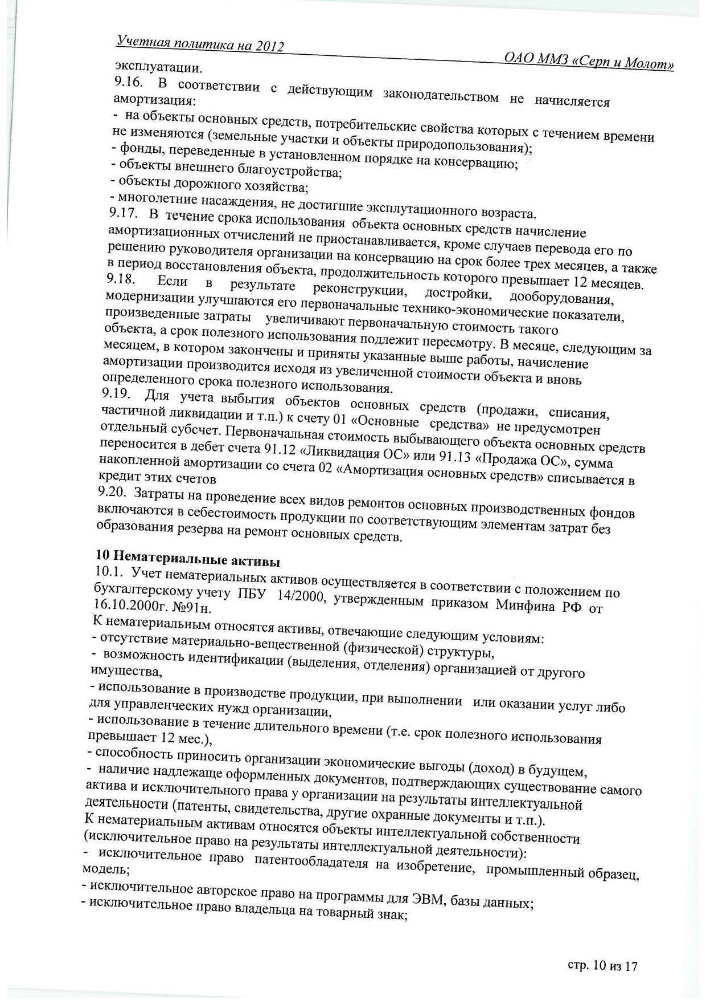 Учетная политика на 2012 ОАО ММЗ «Серп и Молот»
эксплуатации.
9.16. В соответствии с действующим законодательством не начисляется
амортизация:
- на объекты основных средств, потребительские свойства которых с течением времени
не изменяются (земельные участки и объекты природопользования);
- фонды, переведенные в установленном порядке на консервацию;
- объекты внешнего благоустройства;
- объекты дорожного хозяйства;
- многолетние насаждения, не достигшие эксплутационного возраста.
9.17. В течение срока использования объекта основных средств начисление
амортизационных отчислений не приостанавливается, кроме случаев перевода его по
решению руководителя организации на консервацию на срок более трех месяцев, а также
в период восстановления объекта, продолжительность которого превышает 12 месяцев.
9.18. Если в результате реконструкции, достройки, дооборудования,
модернизации улучшаются его первоначальные технико-экономические показатели,
произведенные затраты увеличивают первоначальную стоимость такого
объекта, а срок полезного использования подлежит пересмотру. В месяце, следующим за
месяцем, в котором закончены и приняты указанные выше работы, начисление
амортизации производится исходя из увеличенной стоимости объекта и вновь
определенного срока полезного использования.
9.19. Для учета выбытия объектов основных средств (продажи, списания,
частичной ликвидации и т.п.) к счету 01 «Основные средства» не предусмотрен
отдельный субсчет. Первоначальная стоимость выбывающего объекта основных средств
переносится в дебет счета 91.12 «Ликвидация ОС» или 91.13 «Продажа ОС», сумма
накопленной амортизации со счета 02 «Амортизация основных средств» списывается в
кредит этих счетов
9.20. Затраты на проведение всех видов ремонтов основных производственных фондов
включаются в себестоимость продукции по соответствующим элементам затрат без
образования резерва на ремонт основных средств.
10 Нематериальные активы
10.1. Учет нематериальных активов осуществляется в соответствии с положением по
бухгалтерскому учету ПБУ 14/2000, утвержденным приказом Минфина РФ от
16.10.2000г. №91н.
К нематериальным относятся активы, отвечающие следующим условиям:
- отсутствие материально-вещественной (физической) структуры,
- возможность идентификации (выделения, отделения) организацией от другого
имущества,
- использование в производстве продукции, при выполнении или оказании услуг либо
для управленческих нужд организации,
- использование в течение длительного времени (т.е. срок полезного использования
превышает 12 мес.),
- способность приносить организации экономические выгоды (доход) в будущем,
- наличие надлежаще оформленных документов, подтверждающих существование самого
актива и исключительного права у организации на результаты интеллектуальной
деятельности (патенты, свидетельства, другие охранные документы и т.п.).
К нематериальным активам относятся объекты интеллектуальной собственности
(исключительное право на результаты интеллектуальной деятельности):
- исключительное право патентообладателя на изобретение, промышленный образец,
модель;
- исключительное авторское право на программы для ЭВМ, базы данных;
- исключительное право владельца на товарный знак;
стр. 10 из 17